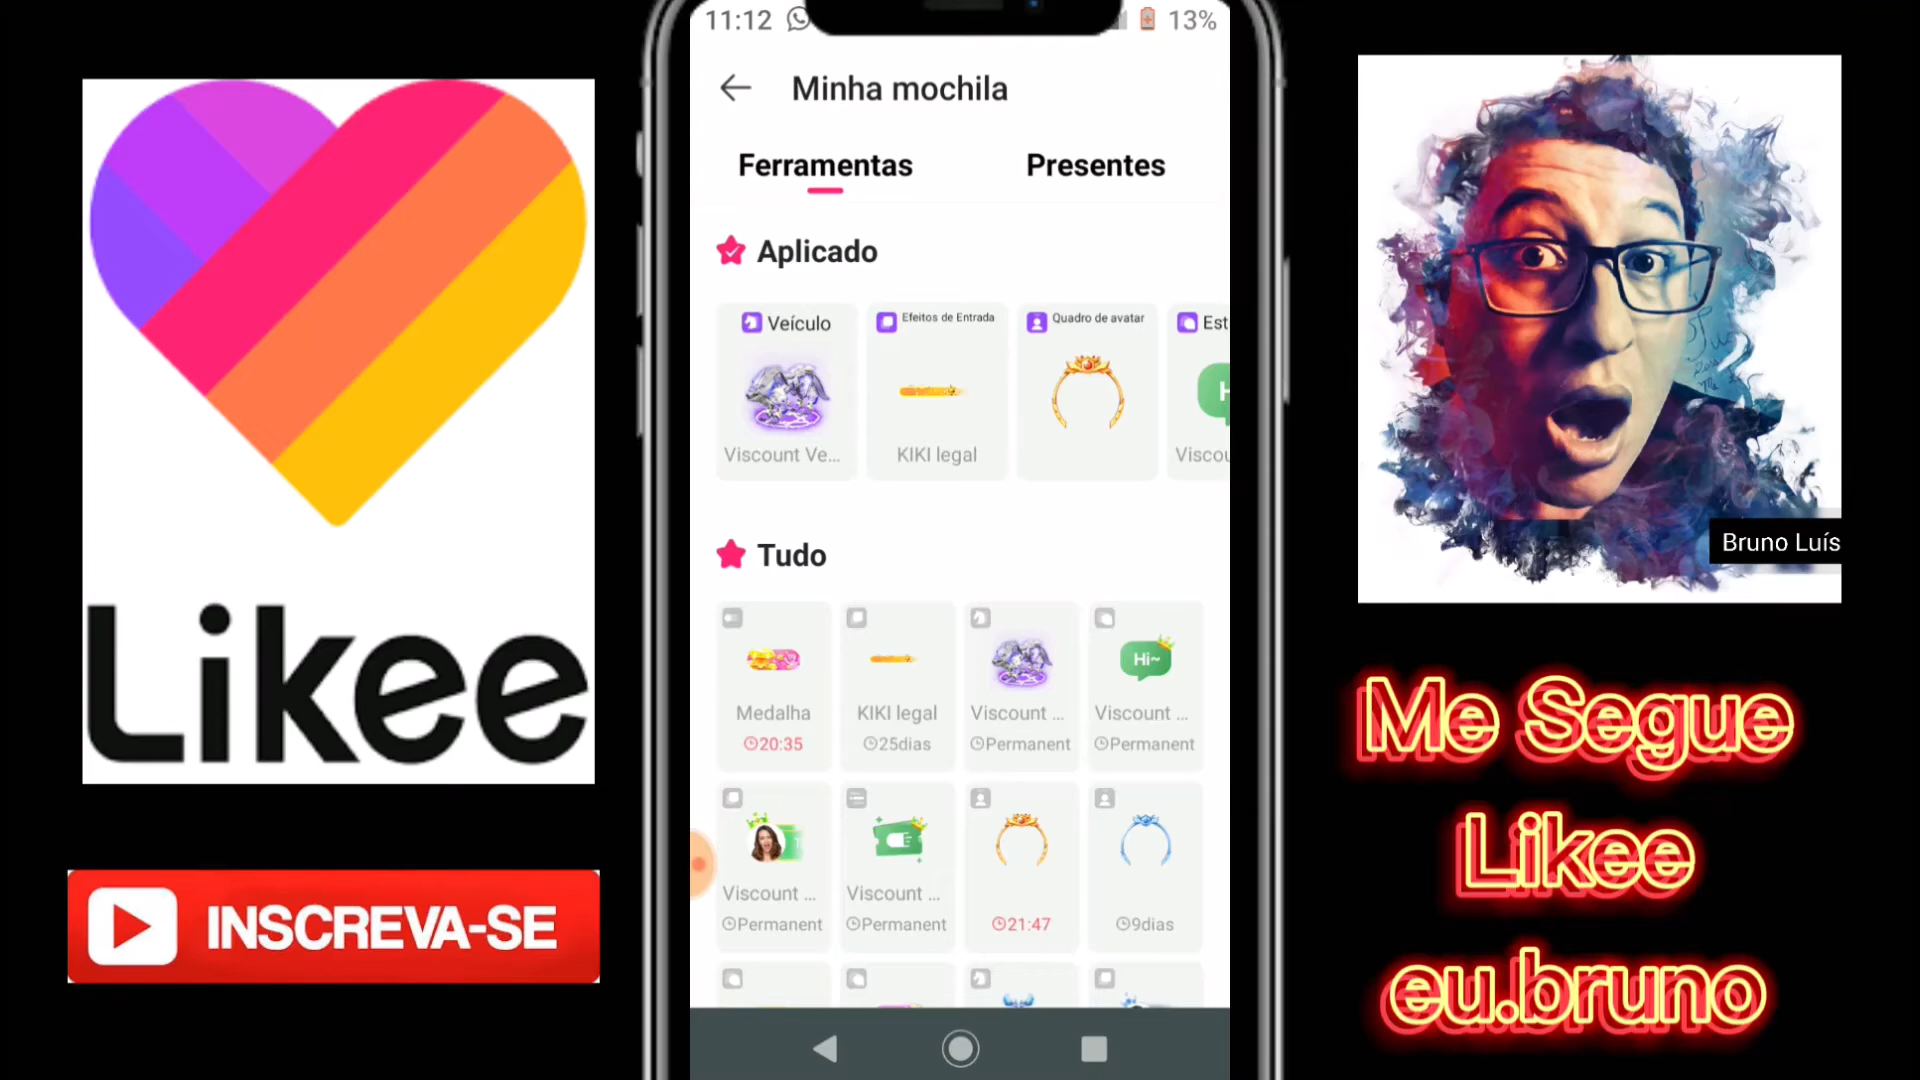 11:12
13%
Minha mochila
Ferramentas
Presentes
Aplicado
Veículo
Efeitos de Entrada
Quadro de avatar
Est
H
Viscount Ve...
KIKI legal
Viscou
Tudo
Hi~
Medalha
KIKI legal
Viscount ...
Viscount ...
20:35
25dias
Permanent
Permanent
Viscount ...
Viscount ...
Permanent
Permanent
21:47
9dias
Likee
INSCREVA-SE
Bruno Luís
Me Segue
Likee
eu.bruno